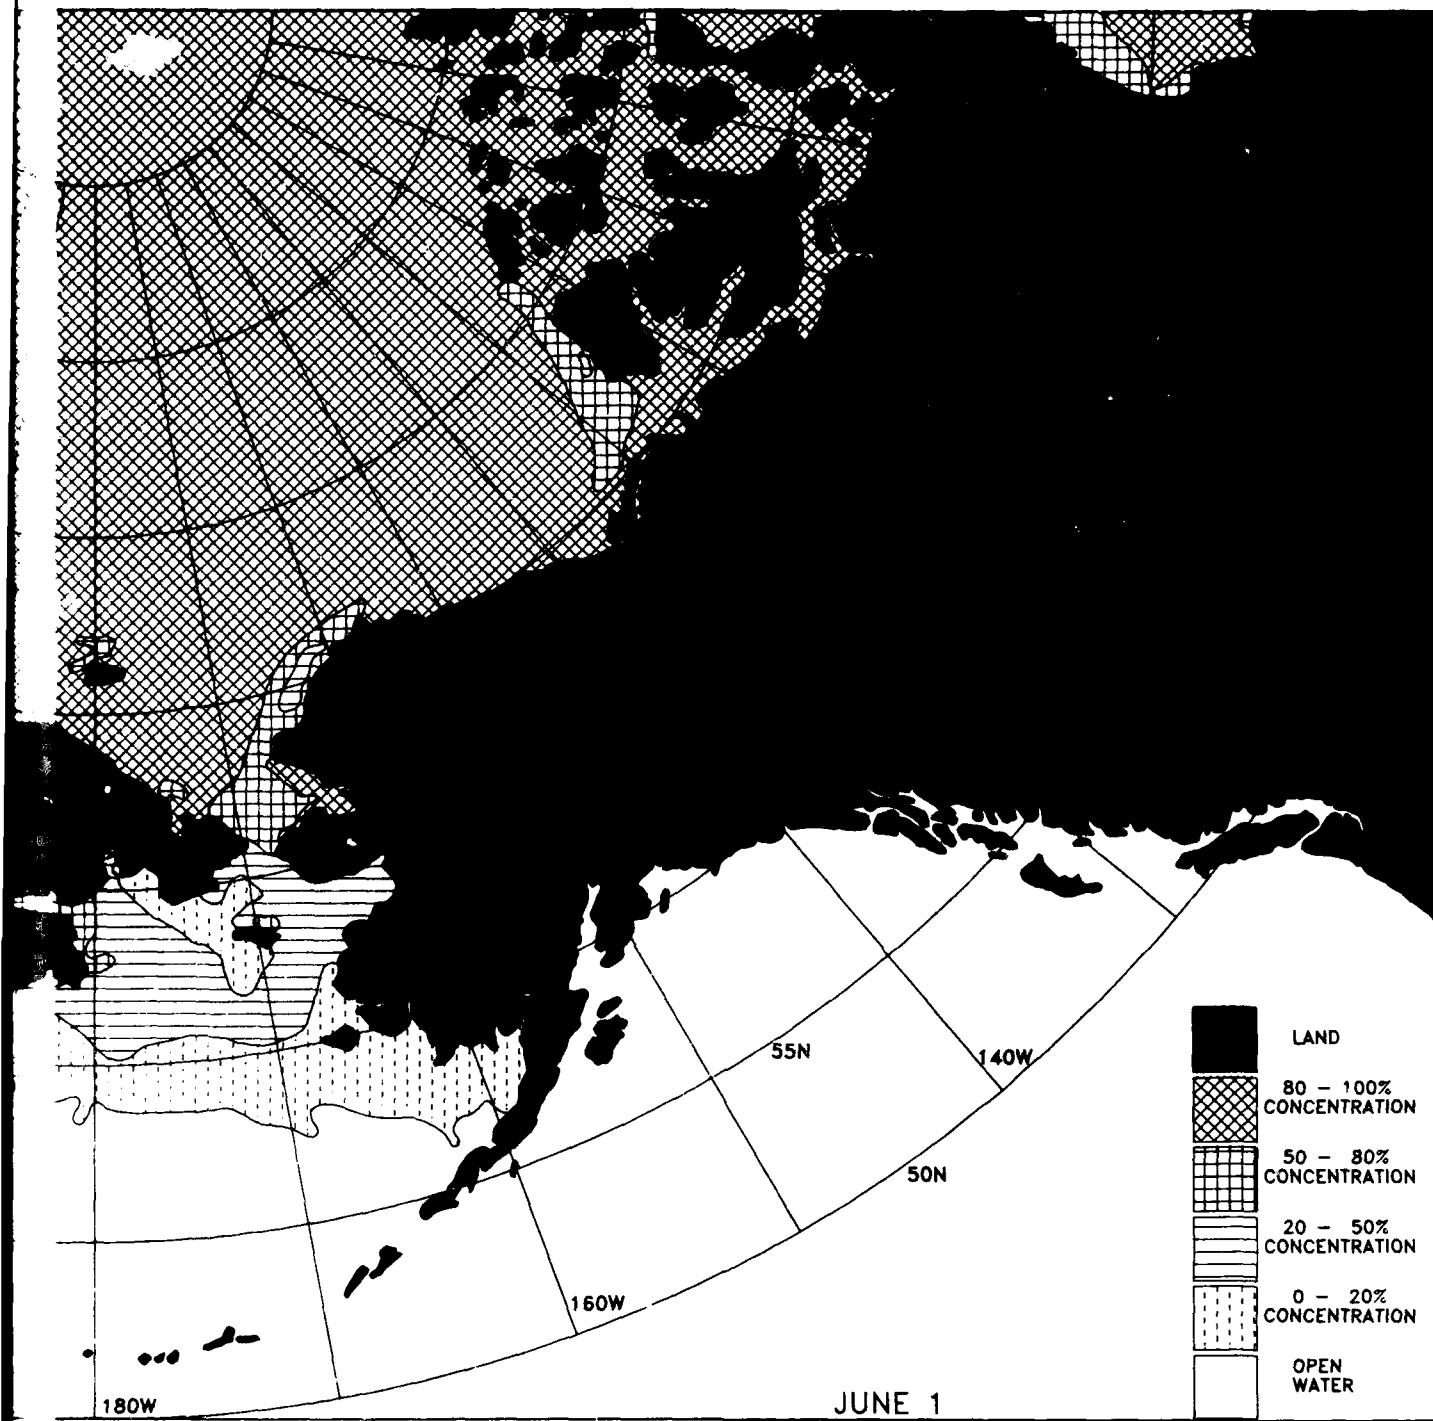 55N
140W
50N
160W
180W
JUNE 1
LAND
80 - 100%
CONCENTRATION
50 - 80%
CONCENTRATION
20 - 50%
CONCENTRATION
0 - 20%
CONCENTRATION
OPEN
WATER